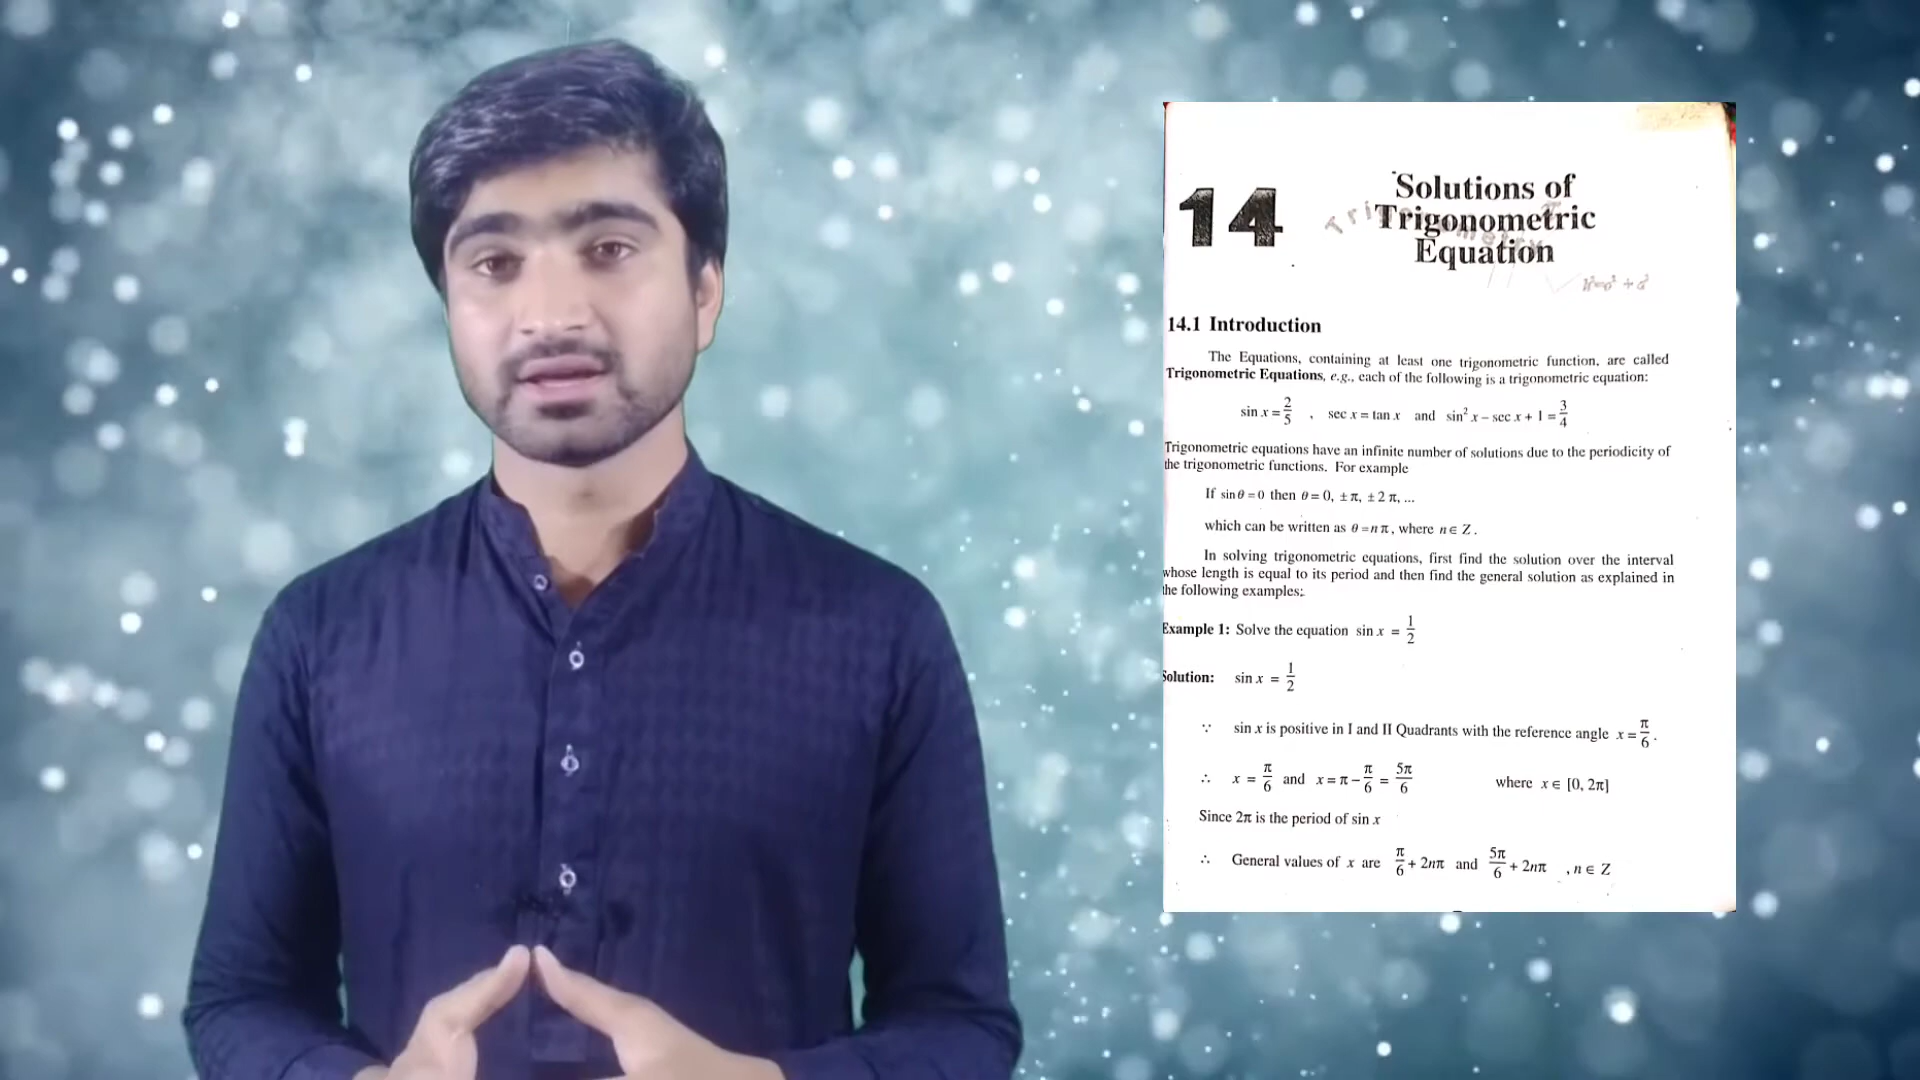 14
Solutions of
Trigonometric
Equation
14.1 Introduction
The Equations, containing at least one trigonometric function, are called
Trigonometric Equations, e.g., each of the following is a trigonometric equation:
sin x = 2/5 , sec x = tan x and sin² x – sec x + 1 = 3/4
Trigonometric equations have an infinite number of solutions due to the periodicity of
the trigonometric functions. For example
If sin θ = 0 then θ = 0, ± π, ± 2 π, ...
which can be written as θ = n π, where n ∈ Z.
In solving trigonometric equations, first find the solution over the interval
whose length is equal to its period and then find the general solution as explained in
the following examples:
Example 1: Solve the equation sin x = 1/2
Solution: sin x = 1/2
∵ sin x is positive in I and II Quadrants with the reference angle x = π/6.
∴ x = π/6 and x = π – π/6 = 5π/6 where x ∈ [0, 2π]
Since 2π is the period of sin x
∴ General values of x are π/6 + 2nπ and 5π/6 + 2nπ , n ∈ Z